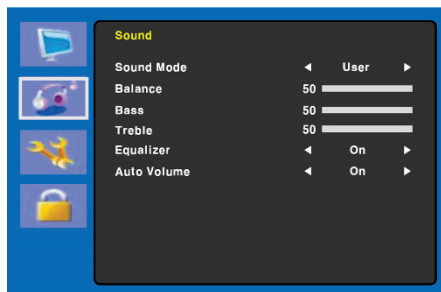 Sound
Sound Mode User
Balance 50
Bass 50
Treble 50
Equalizer On
Auto Volume On